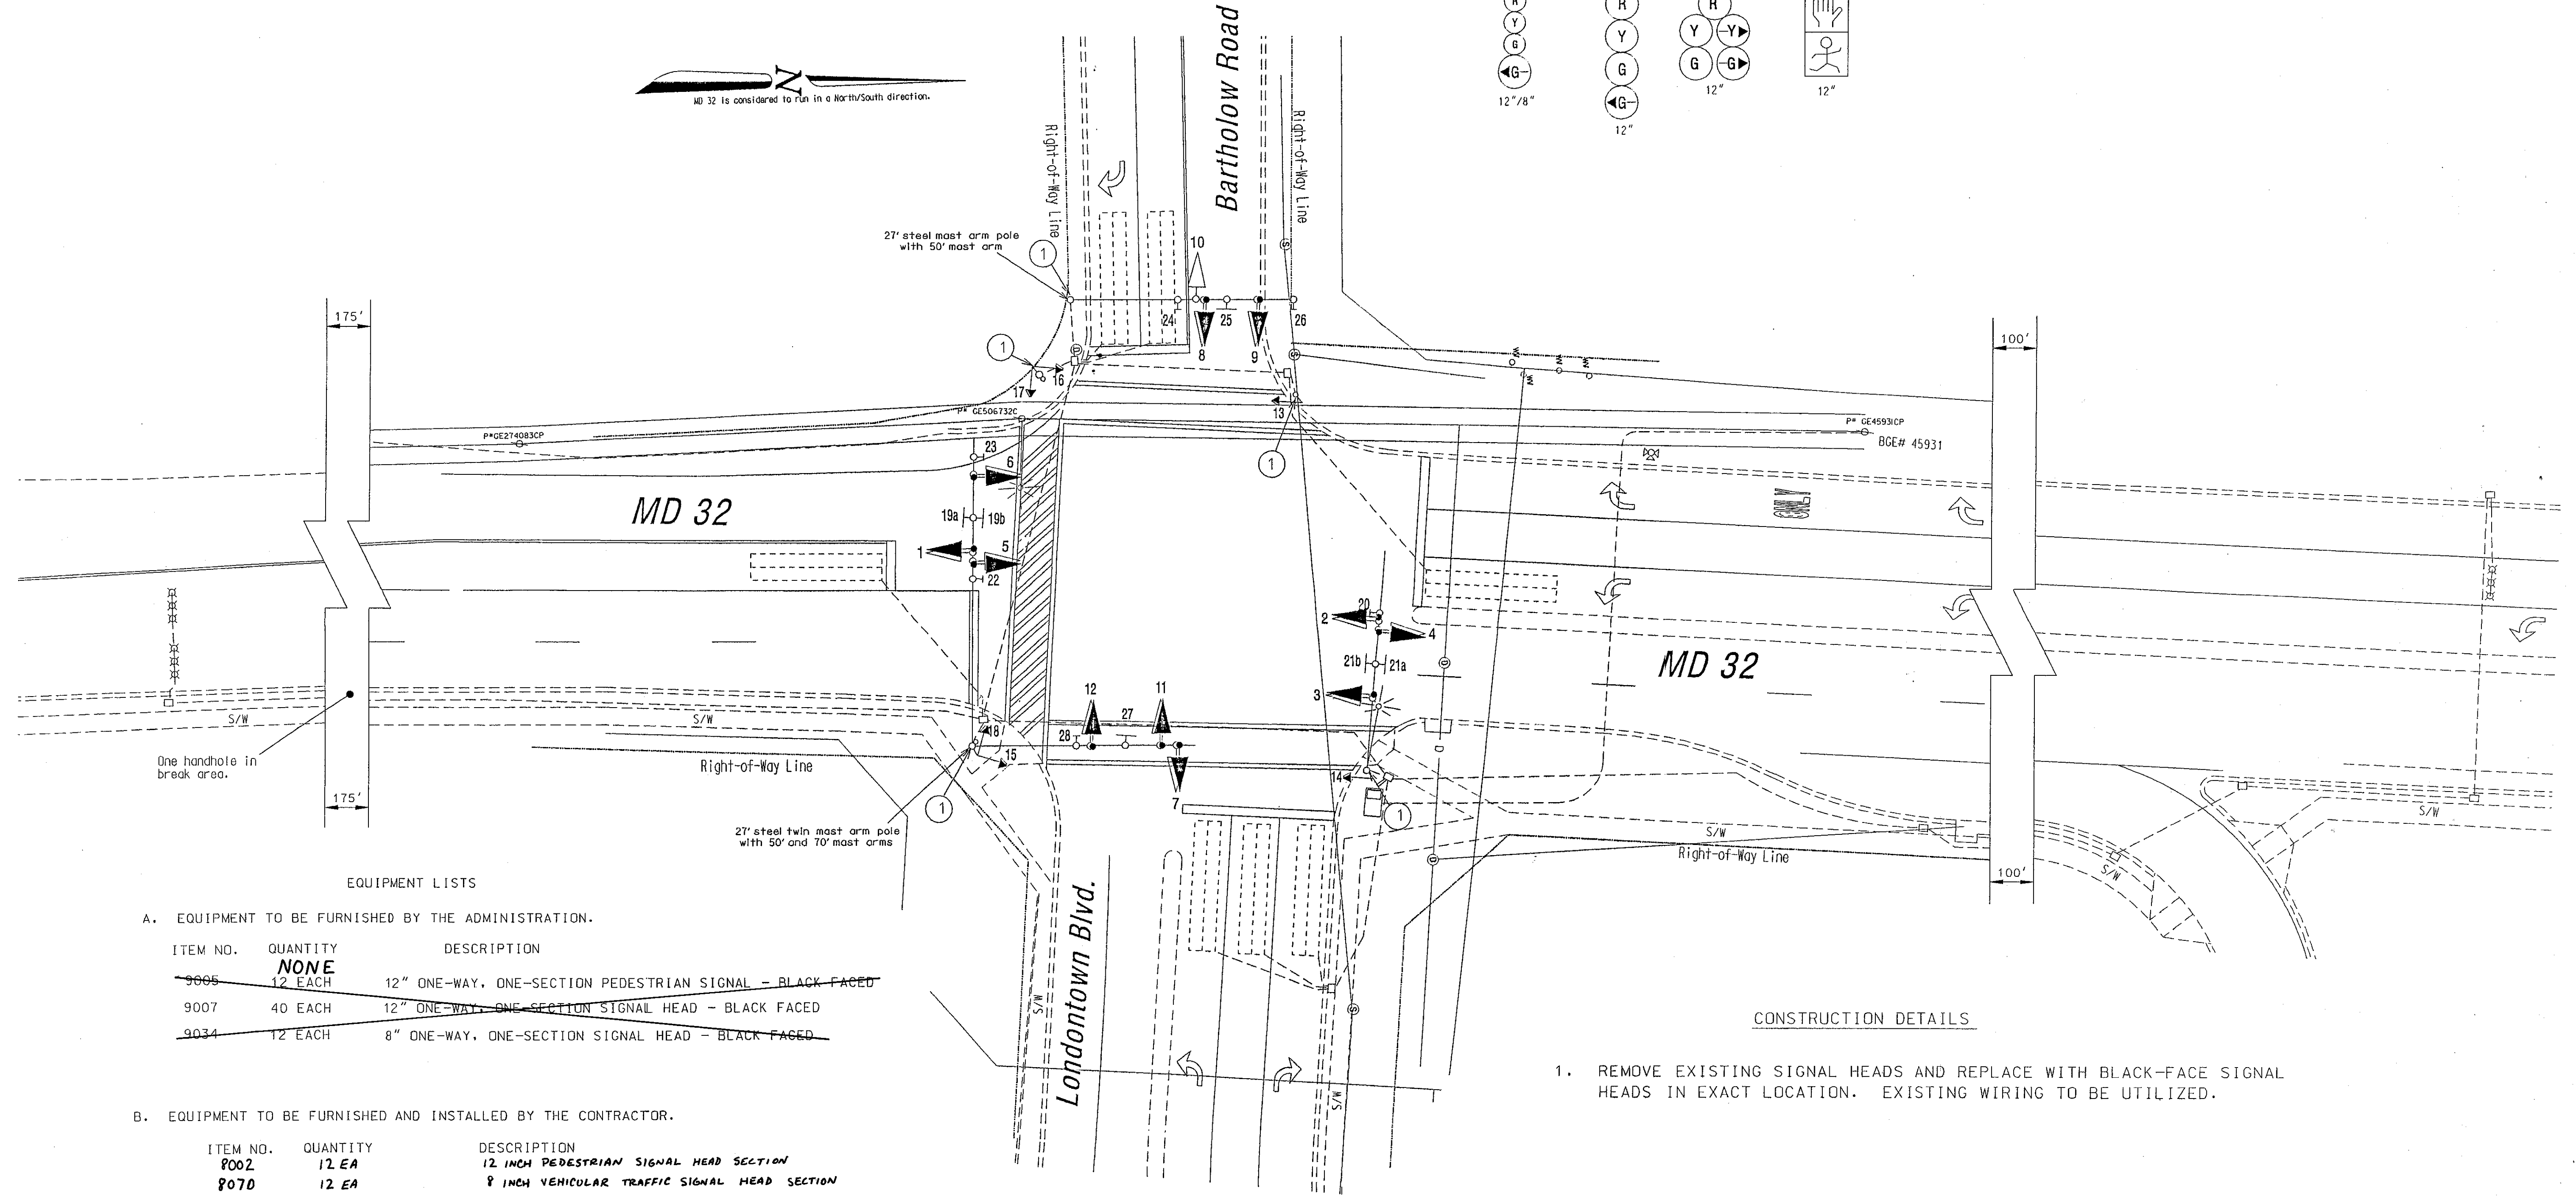 R
Y
G
◄G-
12"/8"
R
Y
G
◄G-
12"
R
Y
-Y►
G
-G►
12"
12"
N
MD 32 is considered to run in a North/South direction.
Bartholow Road
Right-of-Way Line
Right-of-Way Line
27' steel mast arm pole
with 50' mast arm
1
10
S
24
8
25
9
26
175'
100'
1
D
S
16
17
13
P# GE506732C
P#GE274083CP
P# GE45931CP
BGE# 45931
W
W
W
W
1
23
6
MD 32
19a
19b
1
5
22
20
2
4
21b
21a
D
MD 32
3
12
11
27
28
18
15
14
7
D
S/W
S/W
One handhole in
break area.
Right-of-Way Line
175'
1
1
27' steel twin mast arm pole
with 50' and 70' mast arms
S/W
Right-of-Way Line
D
100'
S/W
S/W
EQUIPMENT LISTS
A. EQUIPMENT TO BE FURNISHED BY THE ADMINISTRATION.
ITEM NO. QUANTITY DESCRIPTION
NONE
9005 12 EACH 12" ONE-WAY, ONE-SECTION PEDESTRIAN SIGNAL - BLACK FACED
9007 40 EACH 12" ONE-WAY, ONE-SECTION SIGNAL HEAD - BLACK FACED
9034 12 EACH 8" ONE-WAY, ONE-SECTION SIGNAL HEAD - BLACK FACED
S/W
Londontown Blvd.
S
S/W
CONSTRUCTION DETAILS
1. REMOVE EXISTING SIGNAL HEADS AND REPLACE WITH BLACK-FACE SIGNAL
HEADS IN EXACT LOCATION. EXISTING WIRING TO BE UTILIZED.
B. EQUIPMENT TO BE FURNISHED AND INSTALLED BY THE CONTRACTOR.
ITEM NO. QUANTITY DESCRIPTION
8002 12 EA 12 INCH PEDESTRIAN SIGNAL HEAD SECTION
8070 12 EA 8 INCH VEHICULAR TRAFFIC SIGNAL HEAD SECTION